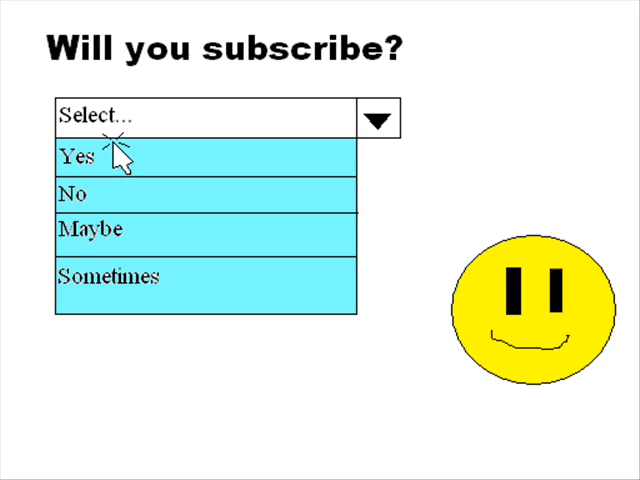 Will you subscribe?
Select...
Yes
No
Maybe
Sometimes